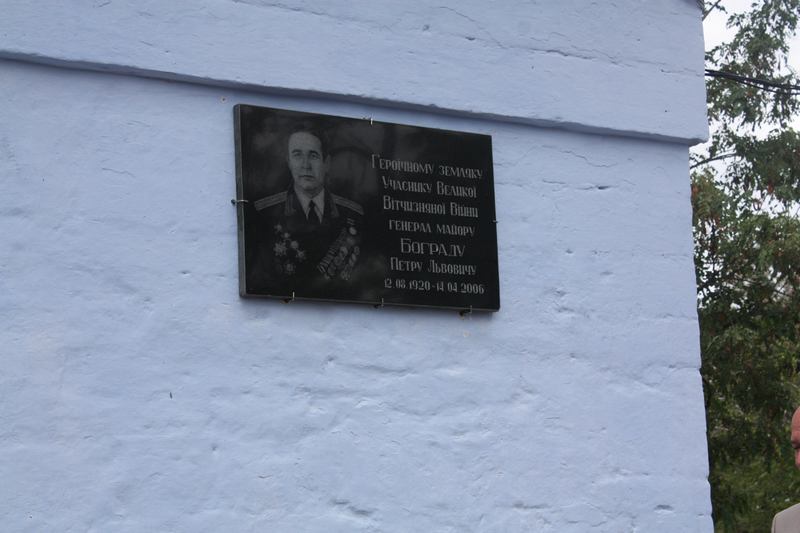 Героїчному земляку
Учаснику Великої
Вітчизняної Війни
генерал майору
Бограду
Петру Львовичу
12.08.1920-14 04 2006